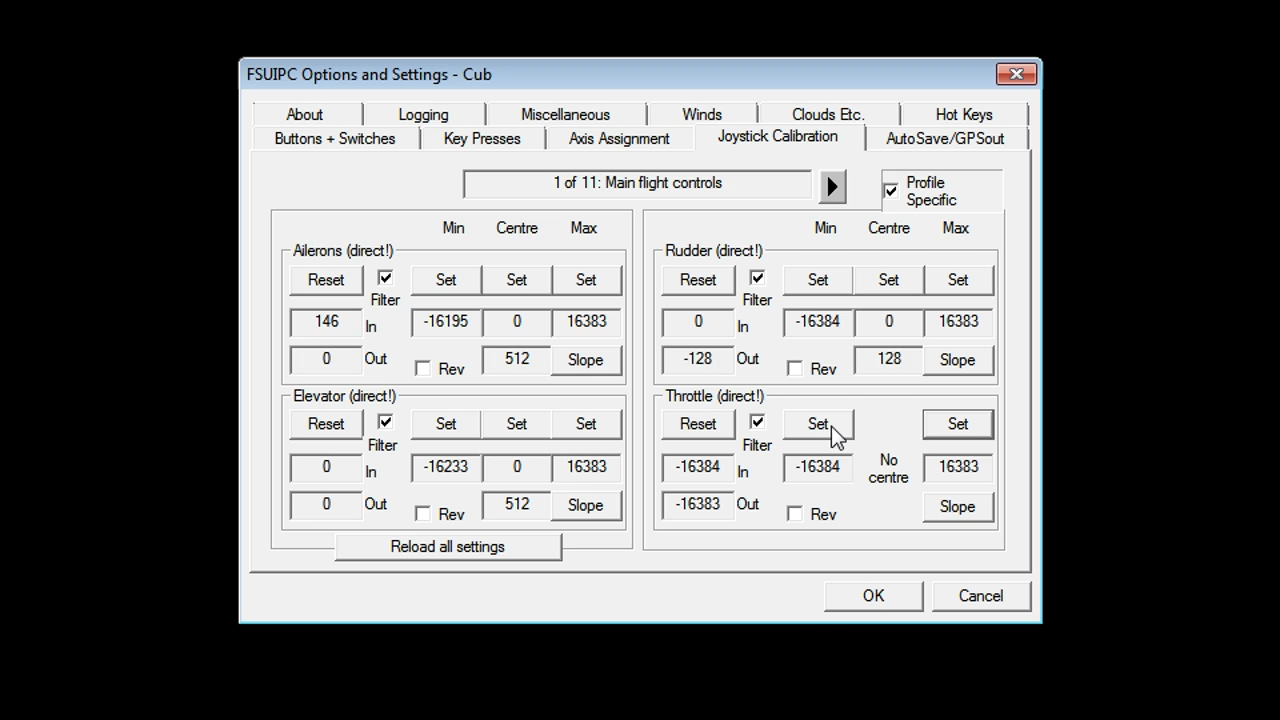 FSUIPC Options and Settings - Cub
About Logging Miscellaneous Winds Clouds Etc. Hot Keys
Buttons + Switches Key Presses Axis Assignment Joystick Calibration AutoSave/GPSout
1 of 11: Main flight controls
Profile
Specific
Min Centre Max
Ailerons (direct!)
Reset Set Set Set
Filter
146 In -16195 0 16383
0 Out Rev 512 Slope
Elevator (direct!)
Reset Set Set Set
Filter
0 In -16233 0 16383
0 Out Rev 512 Slope
Reload all settings
Min Centre Max
Rudder (direct!)
Reset Set Set Set
Filter
0 In -16384 0 16383
-128 Out Rev 128 Slope
Throttle (direct!)
Reset Set Set
Filter
-16384 In -16384 No
centre 16383
-16383 Out Rev Slope
OK Cancel